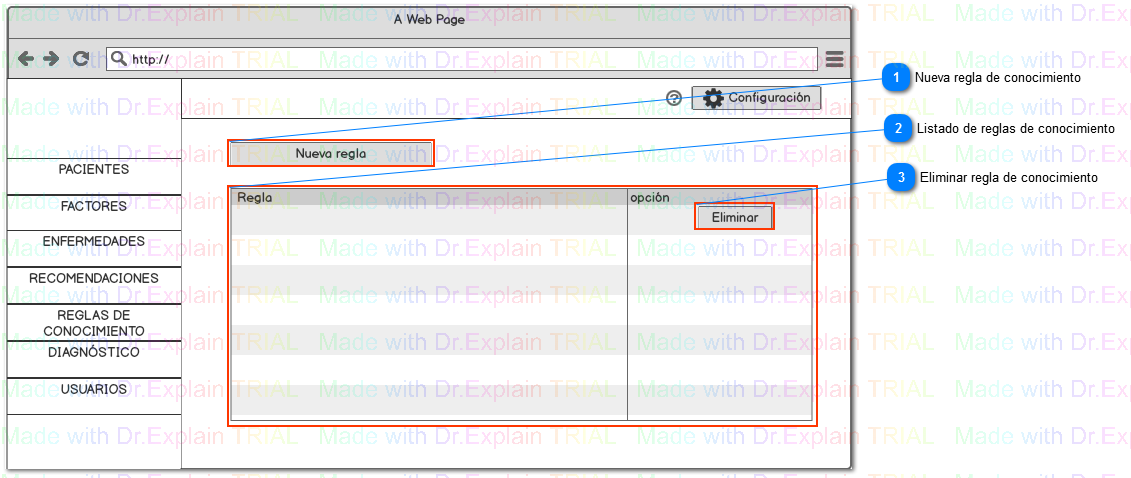 A Web Page
http://
Configuración
Nueva regla
Regla
opción
Eliminar
PACIENTES
FACTORES
ENFERMEDADES
RECOMENDACIONES
REGLAS DE
CONOCIMIENTO
DIAGNÓSTICO
USUARIOS
1 Nueva regla de conocimiento
2 Listado de reglas de conocimiento
3 Eliminar regla de conocimiento
Made with Dr.Explain TRIAL